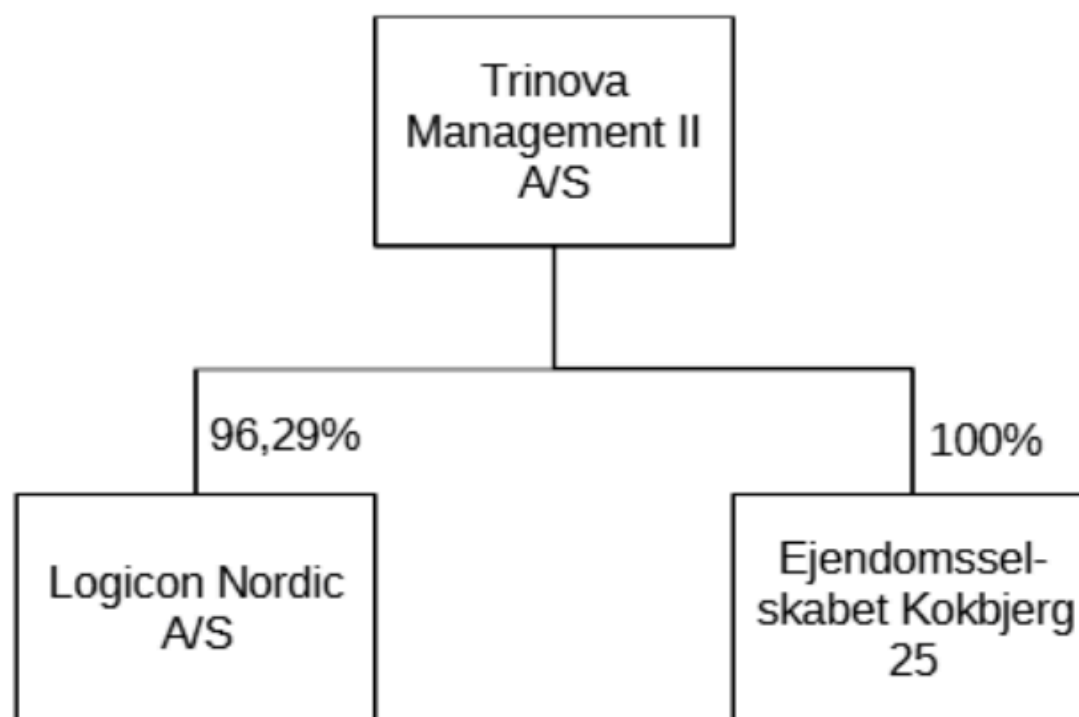 Trinova
Management II
A/S
96,29%
100%
Logicon Nordic
A/S
Ejendomssel-
skabet Kokbjerg
25